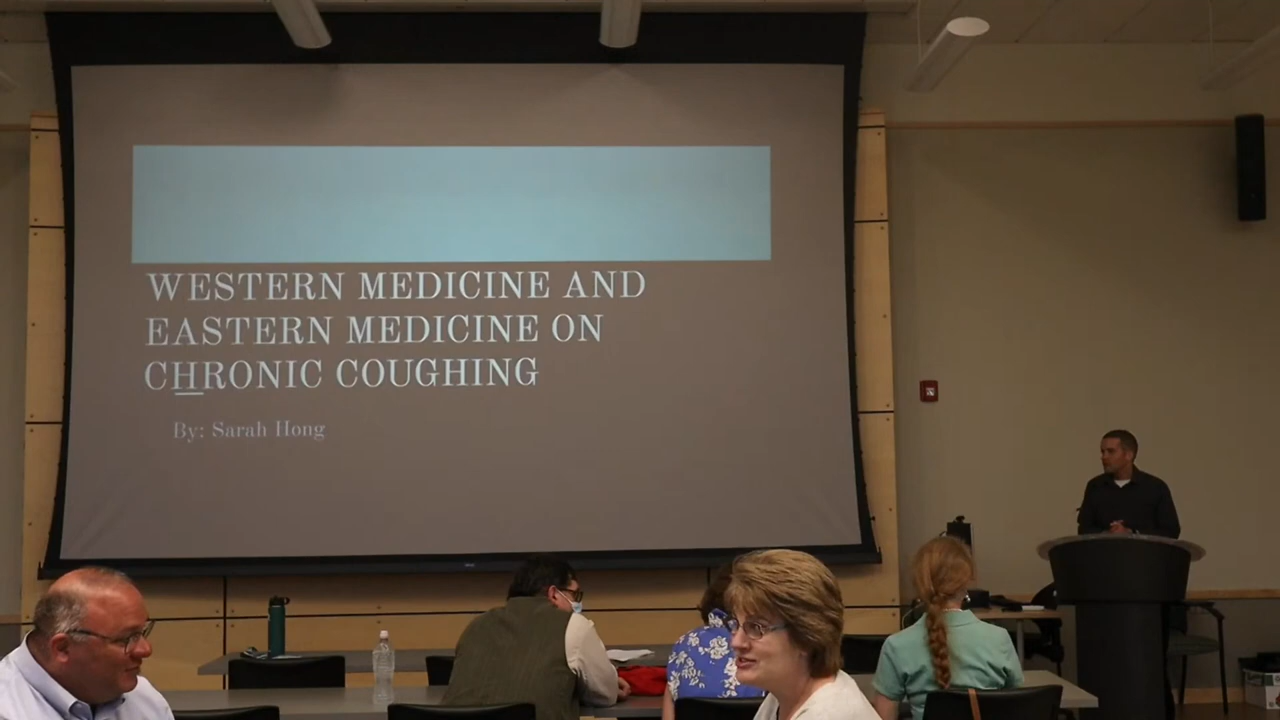 WESTERN MEDICINE AND
EASTERN MEDICINE ON
CHRONIC COUGHING
By: Sarah Hong